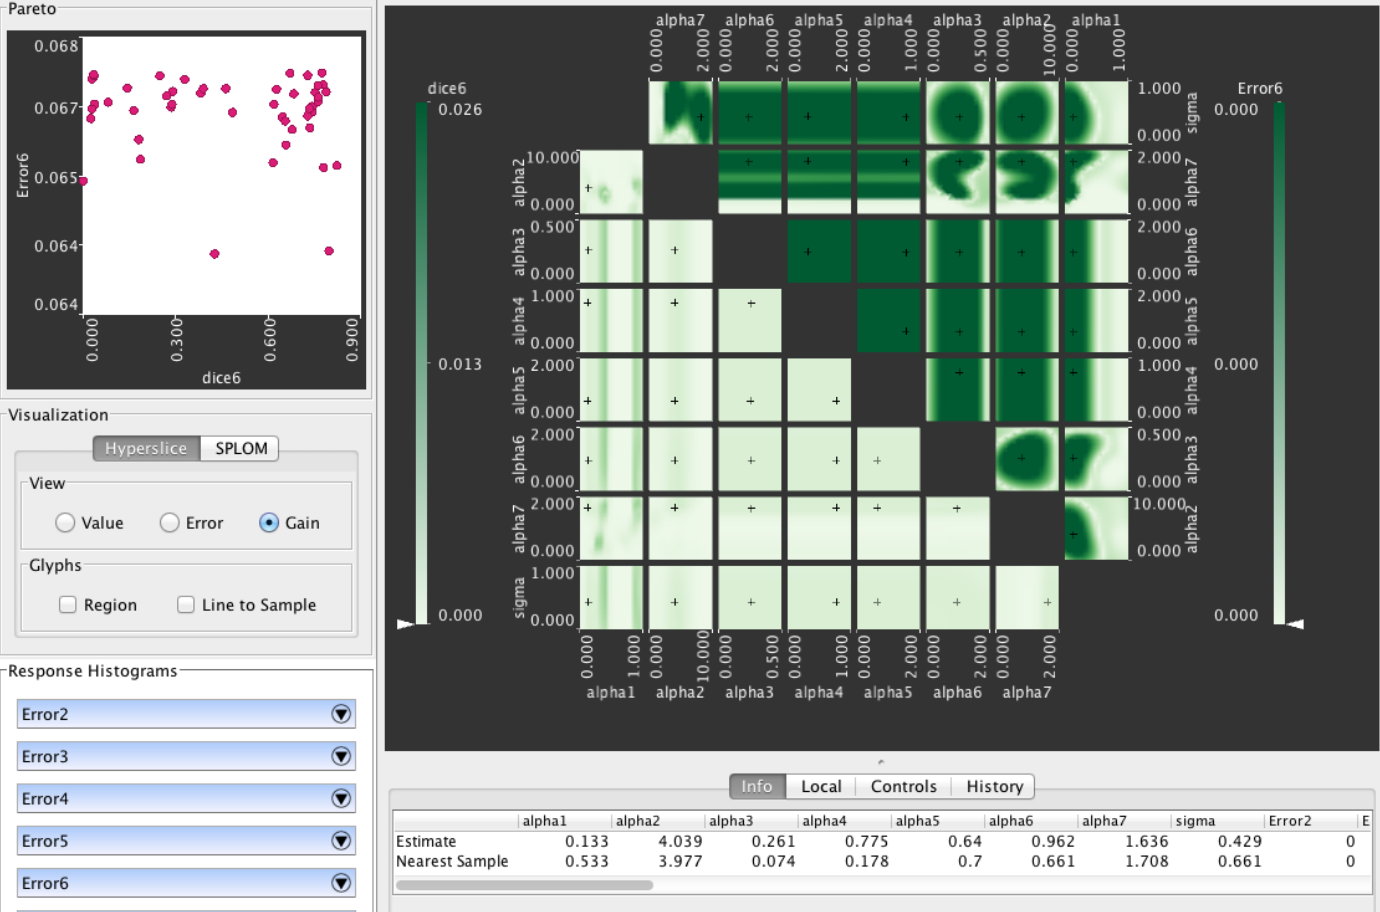 Pareto
0.068
0.067
0.065
0.064
0.064
Error6
0.000
0.300
0.600
0.900
dice6
Visualization
Hyperslice
SPLOM
View
Value
Error
Gain
Glyphs
Region
Line to Sample
Response Histograms
Error2
Error3
Error4
Error5
Error6
alpha7 alpha6 alpha5 alpha4 alpha3 alpha2 alpha1
0.000 2.000 0.000 2.000 0.000 2.000 0.000 1.000 0.000 0.500 0.000 10.000 0.000 1.000
dice6
0.026
0.013
0.000
Error6
0.000
0.000
0.000
1.000
0.000
sigma
10.000
0.000
alpha2
2.000
0.000
alpha7
0.500
0.000
alpha3
2.000
0.000
alpha6
1.000
0.000
alpha4
2.000
0.000
alpha5
2.000
0.000
alpha5
1.000
0.000
alpha4
2.000
0.000
alpha6
0.500
0.000
alpha3
2.000
0.000
alpha7
10.000
0.000
alpha2
1.000
0.000
sigma
0.000 1.000 0.000 10.000 0.000 0.500 0.000 1.000 0.000 2.000 0.000 2.000 0.000 2.000
alpha1 alpha2 alpha3 alpha4 alpha5 alpha6 alpha7
Info Local Controls History
alpha1 alpha2 alpha3 alpha4 alpha5 alpha6 alpha7 sigma Error2 E
Estimate 0.133 4.039 0.261 0.775 0.64 0.962 1.636 0.429 0
Nearest Sample 0.533 3.977 0.074 0.178 0.7 0.661 1.708 0.661 0